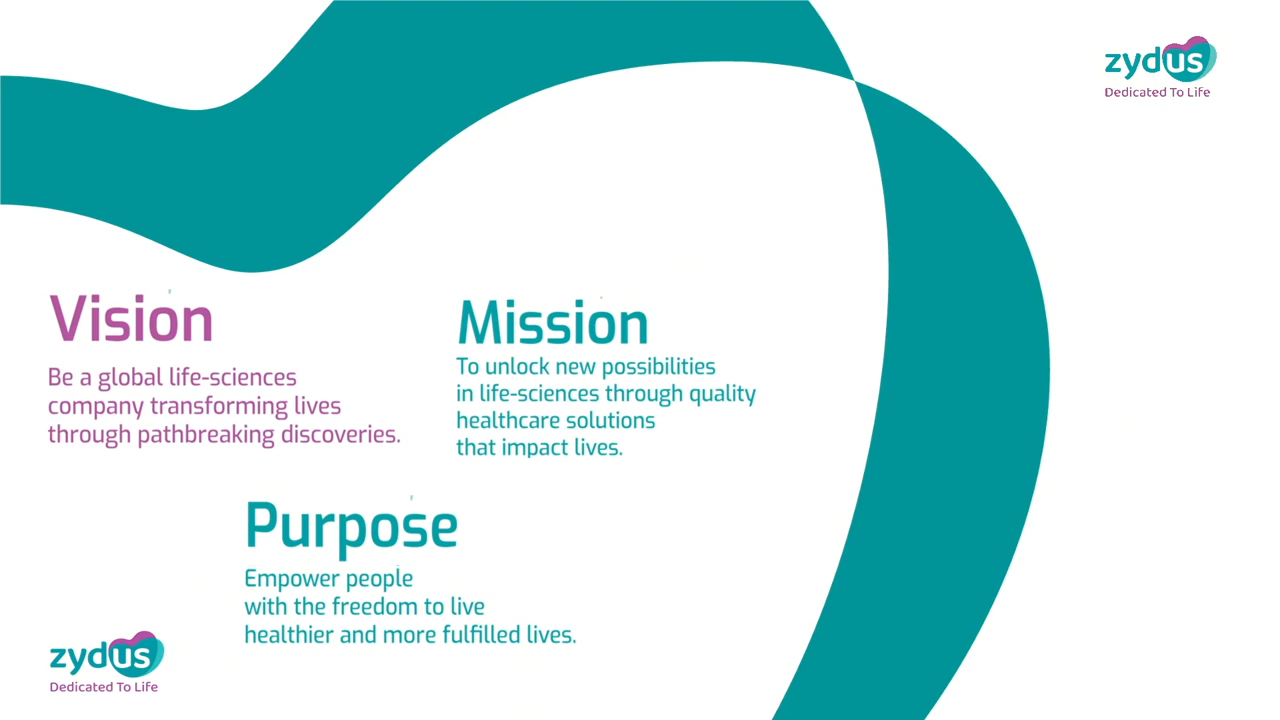 zydus
Dedicated To Life
Vision
Be a global life-sciences
company transforming lives
through pathbreaking discoveries.
Mission
To unlock new possibilities
in life-sciences through quality
healthcare solutions
that impact lives.
Purpose
Empower people
with the freedom to live
healthier and more fulfilled lives.
zydus
Dedicated To Life